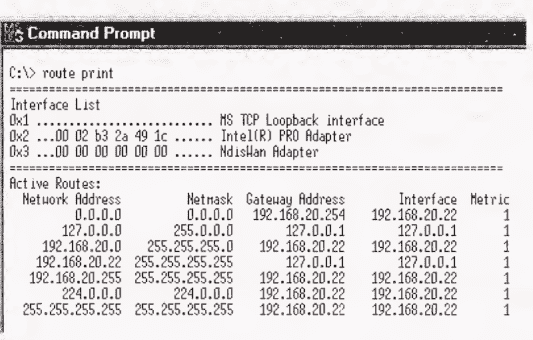 Command Prompt
C:\> route print
===========================================================================
Interface List
0x1 ........................... MS TCP Loopback interface
0x2 ...00 02 b3 2a 49 1c ...... Intel(R) PRO Adapter
0x3 ...00 00 00 00 00 00 ...... NdisWan Adapter
===========================================================================
Active Routes:
Network Address Netmask Gateway Address Interface Metric
0.0.0.0 0.0.0.0 192.168.20.254 192.168.20.22 1
127.0.0.0 255.0.0.0 127.0.0.1 127.0.0.1 1
192.168.20.0 255.255.255.0 192.168.20.22 192.168.20.22 1
192.168.20.22 255.255.255.255 127.0.0.1 127.0.0.1 1
192.168.20.255 255.255.255.255 192.168.20.22 192.168.20.22 1
224.0.0.0 224.0.0.0 192.168.20.22 192.168.20.22 1
255.255.255.255 255.255.255.255 192.168.20.22 192.168.20.22 1